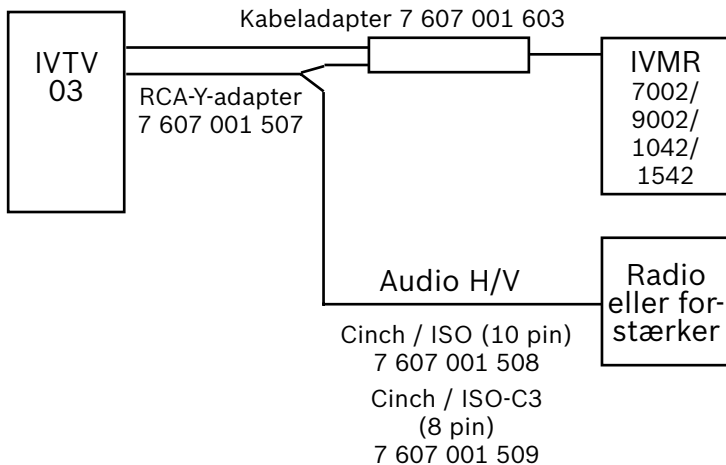 Kabeladapter 7 607 001 603
IVTV
03
RCA-Y-adapter
7 607 001 507
IVMR
7002/
9002/
1042/
1542
Audio H/V
Radio
eller for-
stærker
Cinch / ISO (10 pin)
7 607 001 508
Cinch / ISO-C3
(8 pin)
7 607 001 509